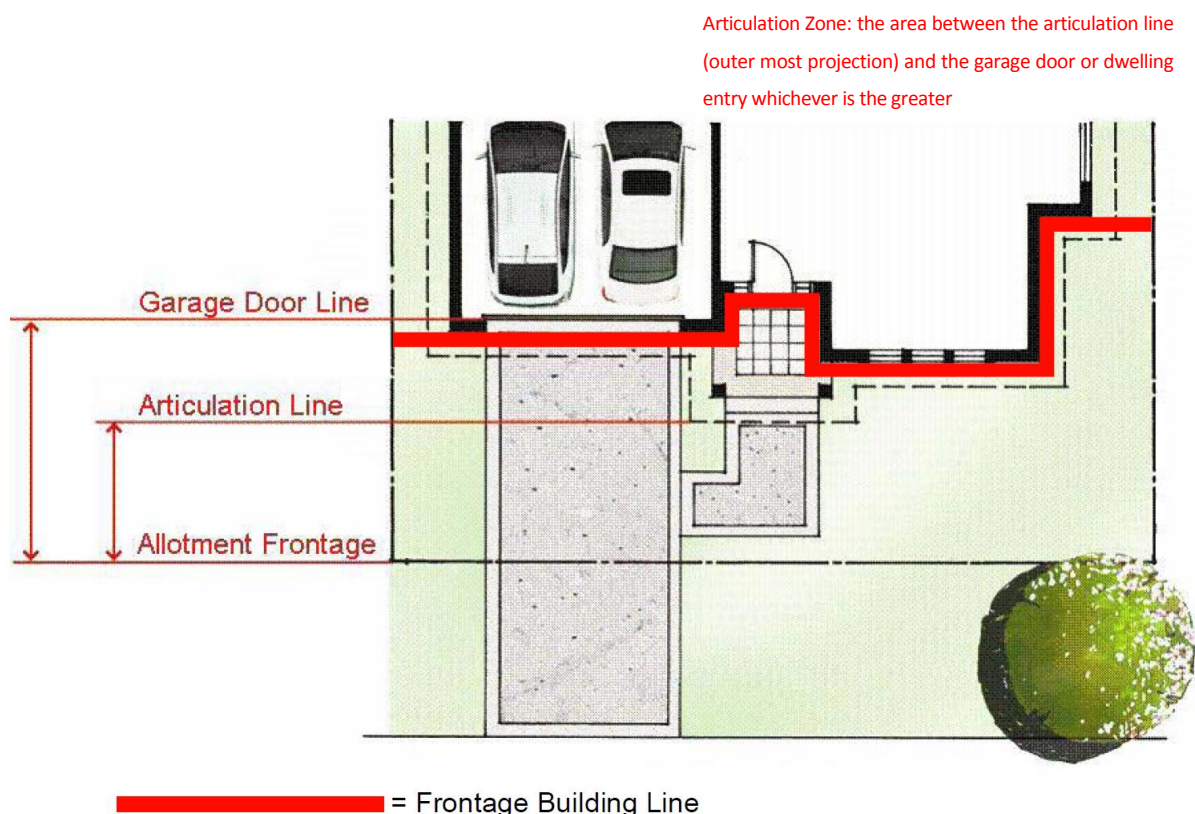 Articulation Zone: the area between the articulation line
(outer most projection) and the garage door or dwelling
entry whichever is the greater
Garage Door Line
Articulation Line
Allotment Frontage
= Frontage Building Line